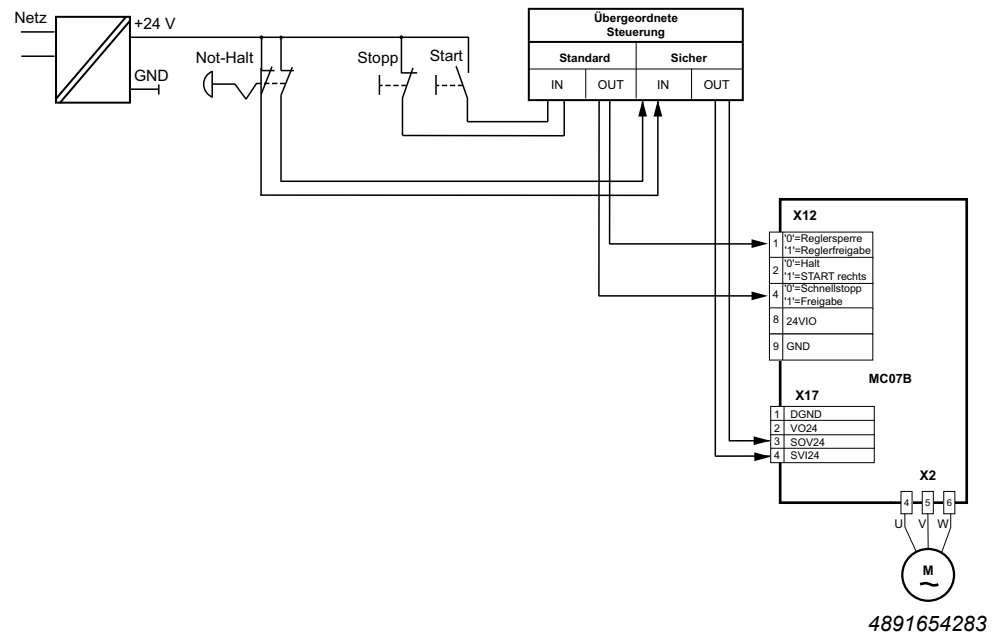 Netz
+24 V
GND
Not-Halt
Stopp
Start
Übergeordnete
Steuerung
Standard
Sicher
IN
OUT
IN
OUT
X12
1
'0'=Reglersperre
'1'=Reglerfreigabe
2
'0'=Halt
'1'=START rechts
4
'0'=Schnellstopp
'1'=Freigabe
8
24VIO
9
GND
MC07B
X17
1
DGND
2
VO24
3
SOV24
4
SVI24
X2
4
5
6
U
V
W
M
~
4891654283